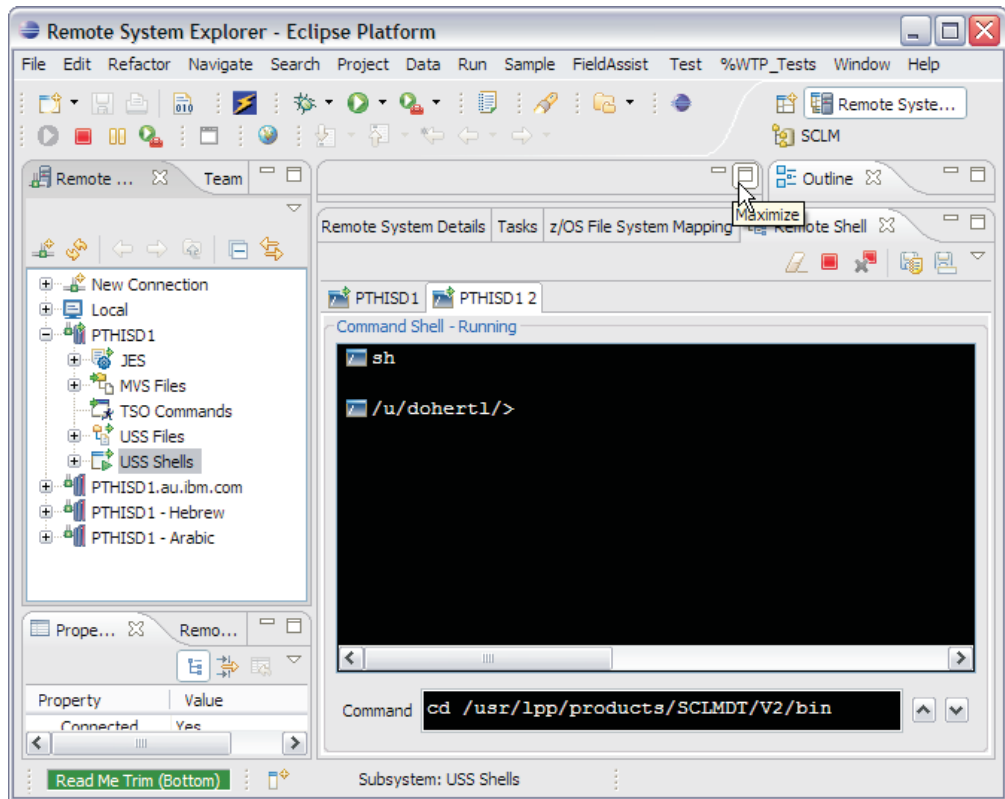 Remote System Explorer - Eclipse Platform
File Edit Refactor Navigate Search Project Data Run Sample FieldAssist Test %WTP_Tests Window Help
010
Remote Syste...
SCLM
Remote ... Team
Outline
Maximize
Remote System Details Tasks z/OS File System Mapping Remote Shell
New Connection
Local
PTHISD1
JES
MVS Files
TSO Commands
USS Files
USS Shells
PTHISD1.au.ibm.com
PTHISD1 - Hebrew
PTHISD1 - Arabic
PTHISD1 PTHISD1 2
Command Shell - Running
sh
/u/dohertl/>
Prope... Remo...
Property Value
Connected Yes
Command cd /usr/lpp/products/SCLMDT/V2/bin
Read Me Trim (Bottom) Subsystem: USS Shells